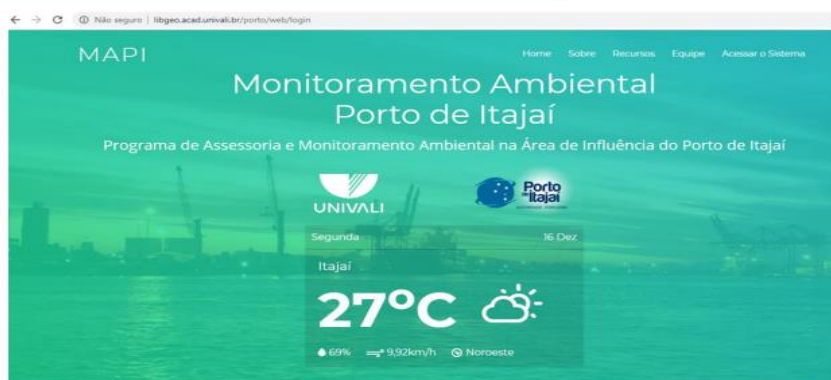 Não seguro | libgeo.acad.univali.br/porto/web/login
MAPI Home Sobre Recursos Equipe Acessar o Sistema
Monitoramento Ambiental
Porto de Itajaí
Programa de Assessoria e Monitoramento Ambiental na Área de Influência do Porto de Itajaí
UNIVALI
Porto
de Itajaí
Segunda 16 Dez
Itajaí
27°C
69% 9,92km/h Noroeste